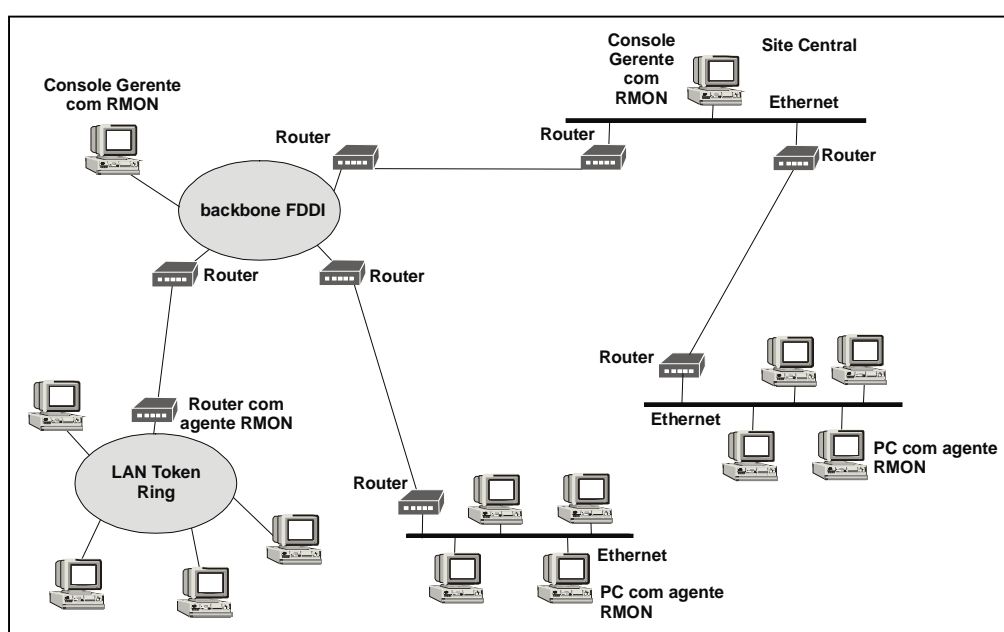 Console Gerente
com RMON
Console
Gerente
com
RMON
Site Central
Ethernet
Router
Router
Router
backbone FDDI
Router
Router
Router
Router com
agente RMON
Ethernet
PC com agente
RMON
LAN Token
Ring
Router
Ethernet
PC com agente
RMON